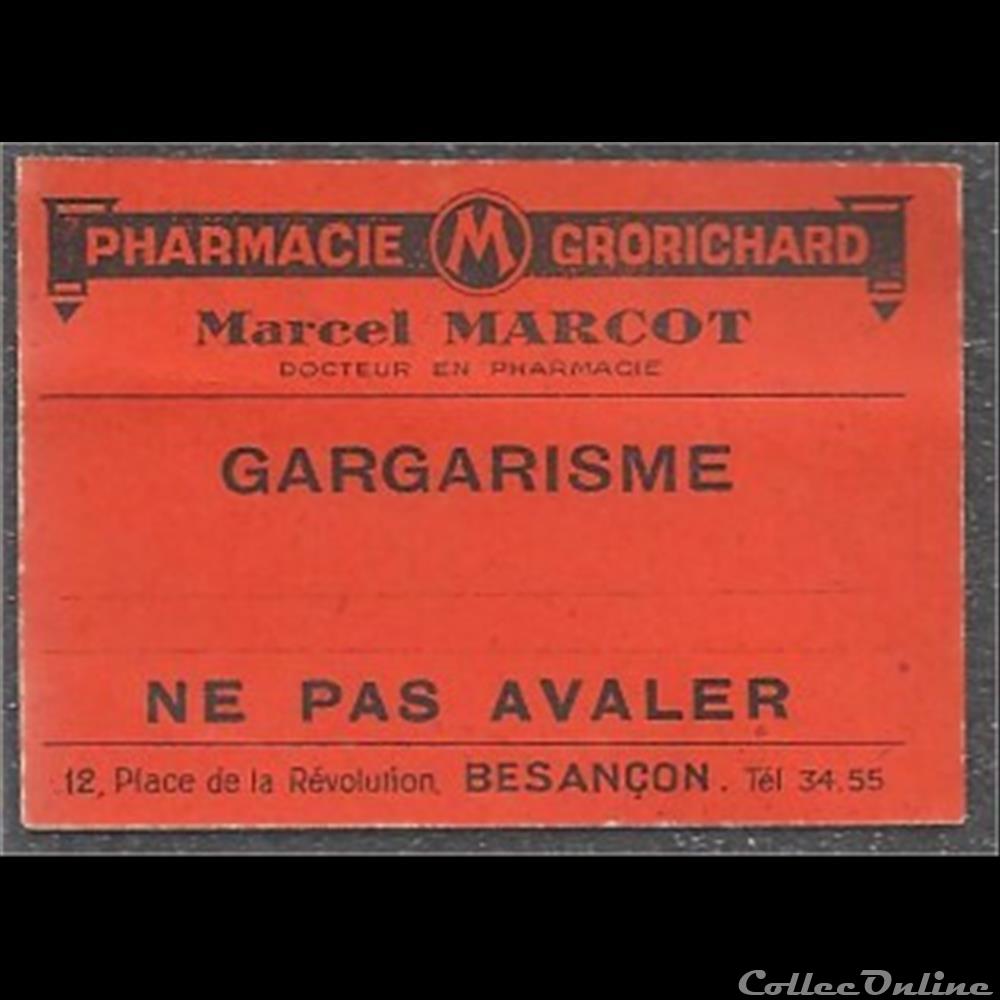 PHARMACIE M GRORICHARD
Marcel MARCOT
DOCTEUR EN PHARMACIE
GARGARISME
NE PAS AVALER
12, Place de la Révolution, BESANÇON. Tél 34.55
CollecOnline